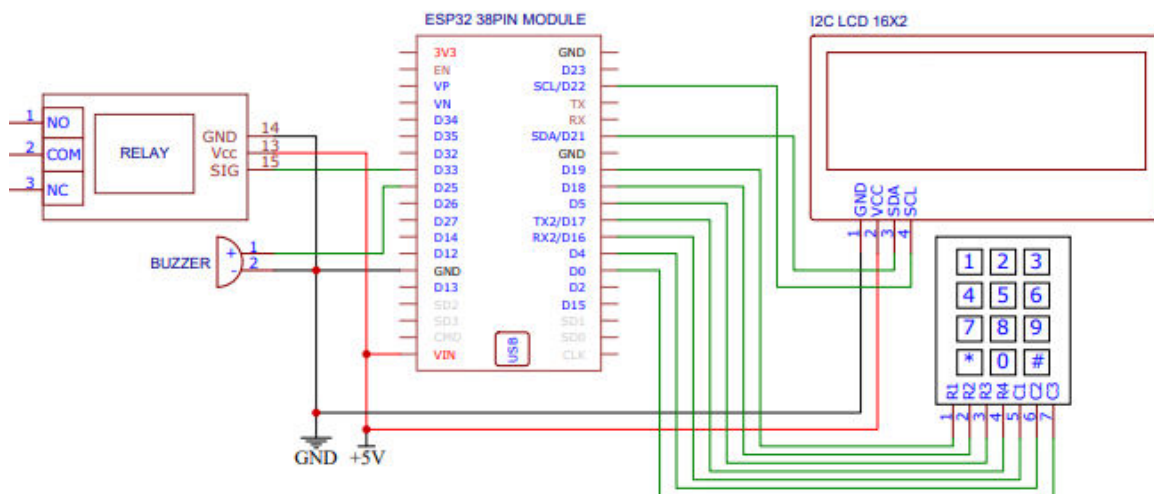 ESP32 38PIN MODULE
I2C LCD 16X2
3V3
EN
VP
VN
D34
D35
D32
D33
D25
D26
D27
D14
D12
GND
D13
SD2
SD3
CMD
VIN
GND
D23
SCL/D22
TX
RX
SDA/D21
GND
D19
D18
D5
TX2/D17
RX2/D16
D4
D0
D2
D15
SD1
SD0
CLK
USB
1 NO
2 COM
3 NC
RELAY
GND 14
Vcc 13
SIG 15
BUZZER
+ 1
- 2
GND
+5V
GND VCC SDA SCL
1 2 3 4
1 2 3
4 5 6
7 8 9
* 0 #
R1 R2 R3 R4 C1 C2 C3
1 2 3 4 5 6 7